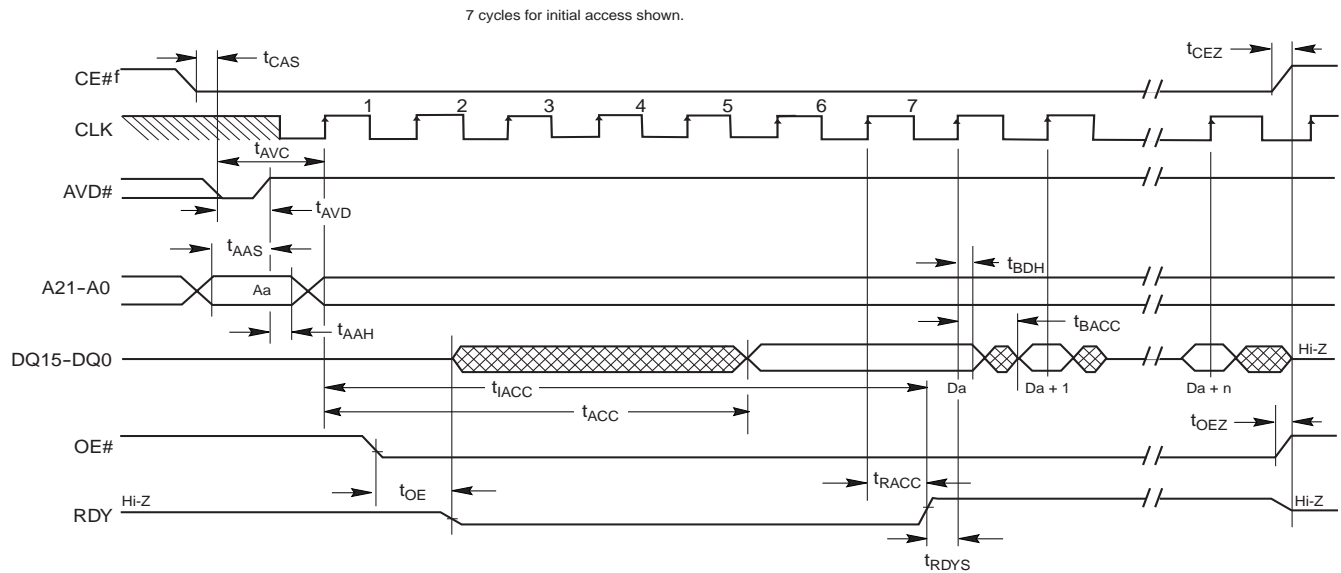 7 cycles for initial access shown.
tCAS
tCEZ
CE#f
1 2 3 4 5 6 7
CLK
tAVC
AVD#
tAVD
tAAS
tBDH
A21-A0
Aa
tAAH
tBACC
DQ15-DQ0
Hi-Z
Da
Da + 1
Da + n
tIACC
tACC
tOEZ
OE#
tRACC
tOE
Hi-Z
Hi-Z
RDY
tRDYS